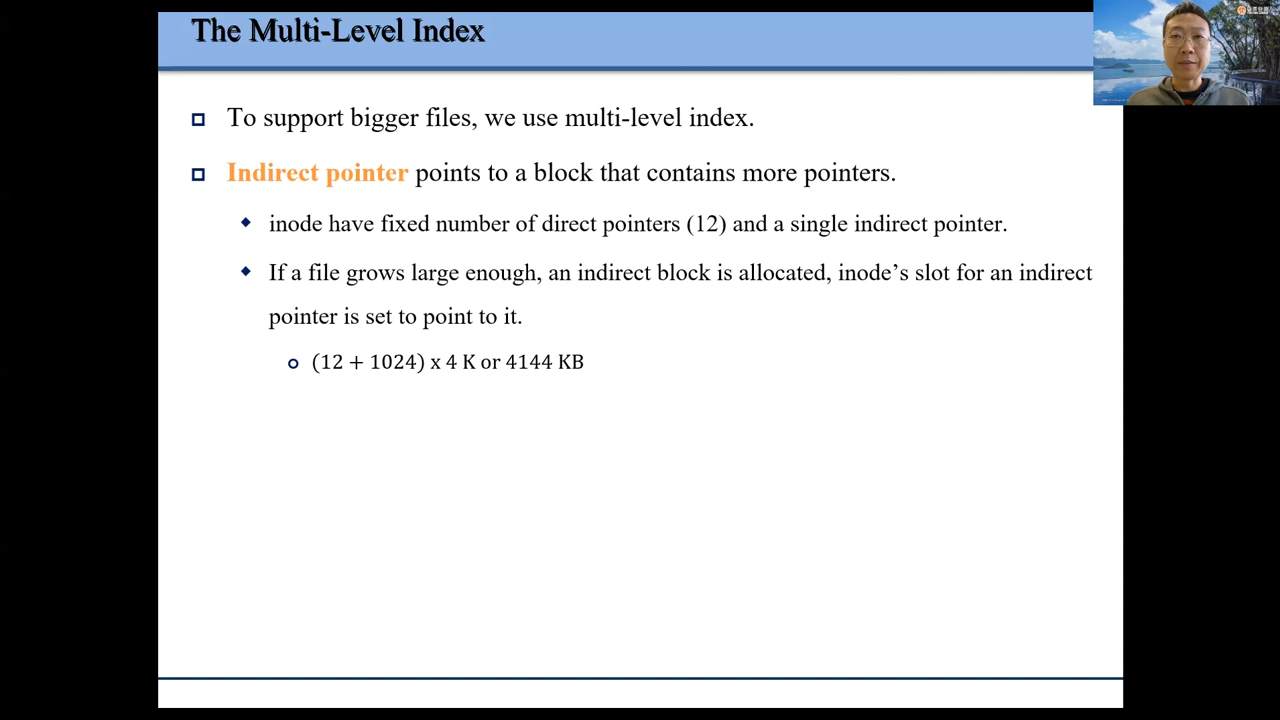 The Multi-Level Index
To support bigger files, we use multi-level index.
Indirect pointer points to a block that contains more pointers.
inode have fixed number of direct pointers (12) and a single indirect pointer.
If a file grows large enough, an indirect block is allocated, inode’s slot for an indirect
pointer is set to point to it.
(12 + 1024) x 4 K or 4144 KB